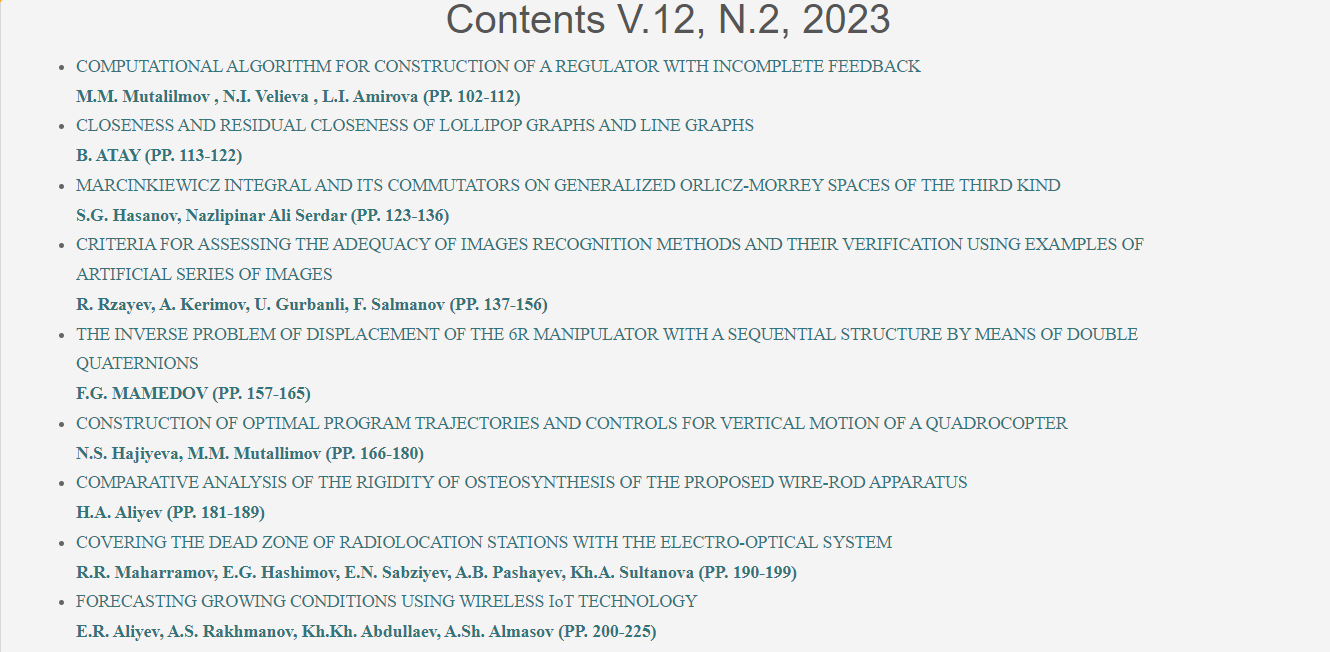 Contents V.12, N.2, 2023
COMPUTATIONAL ALGORITHM FOR CONSTRUCTION OF A REGULATOR WITH INCOMPLETE FEEDBACK
M.M. Mutalilmov , N.I. Velieva , L.I. Amirova (PP. 102-112)
CLOSENESS AND RESIDUAL CLOSENESS OF LOLLIPOP GRAPHS AND LINE GRAPHS
B. ATAY (PP. 113-122)
MARCINKIEWICZ INTEGRAL AND ITS COMMUTATORS ON GENERALIZED ORLICZ-MORREY SPACES OF THE THIRD KIND
S.G. Hasanov, Nazlipinar Ali Serdar (PP. 123-136)
CRITERIA FOR ASSESSING THE ADEQUACY OF IMAGES RECOGNITION METHODS AND THEIR VERIFICATION USING EXAMPLES OF
ARTIFICIAL SERIES OF IMAGES
R. Rzayev, A. Kerimov, U. Gurbanli, F. Salmanov (PP. 137-156)
THE INVERSE PROBLEM OF DISPLACEMENT OF THE 6R MANIPULATOR WITH A SEQUENTIAL STRUCTURE BY MEANS OF DOUBLE
QUATERNIONS
F.G. MAMEDOV (PP. 157-165)
CONSTRUCTION OF OPTIMAL PROGRAM TRAJECTORIES AND CONTROLS FOR VERTICAL MOTION OF A QUADROCOPTER
N.S. Hajiyeva, M.M. Mutallimov (PP. 166-180)
COMPARATIVE ANALYSIS OF THE RIGIDITY OF OSTEOSYNTHESIS OF THE PROPOSED WIRE-ROD APPARATUS
H.A. Aliyev (PP. 181-189)
COVERING THE DEAD ZONE OF RADIOLOCATION STATIONS WITH THE ELECTRO-OPTICAL SYSTEM
R.R. Maharramov, E.G. Hashimov, E.N. Sabziyev, A.B. Pashayev, Kh.A. Sultanova (PP. 190-199)
FORECASTING GROWING CONDITIONS USING WIRELESS IoT TECHNOLOGY
E.R. Aliyev, A.S. Rakhmanov, Kh.Kh. Abdullaev, A.Sh. Almasov (PP. 200-225)